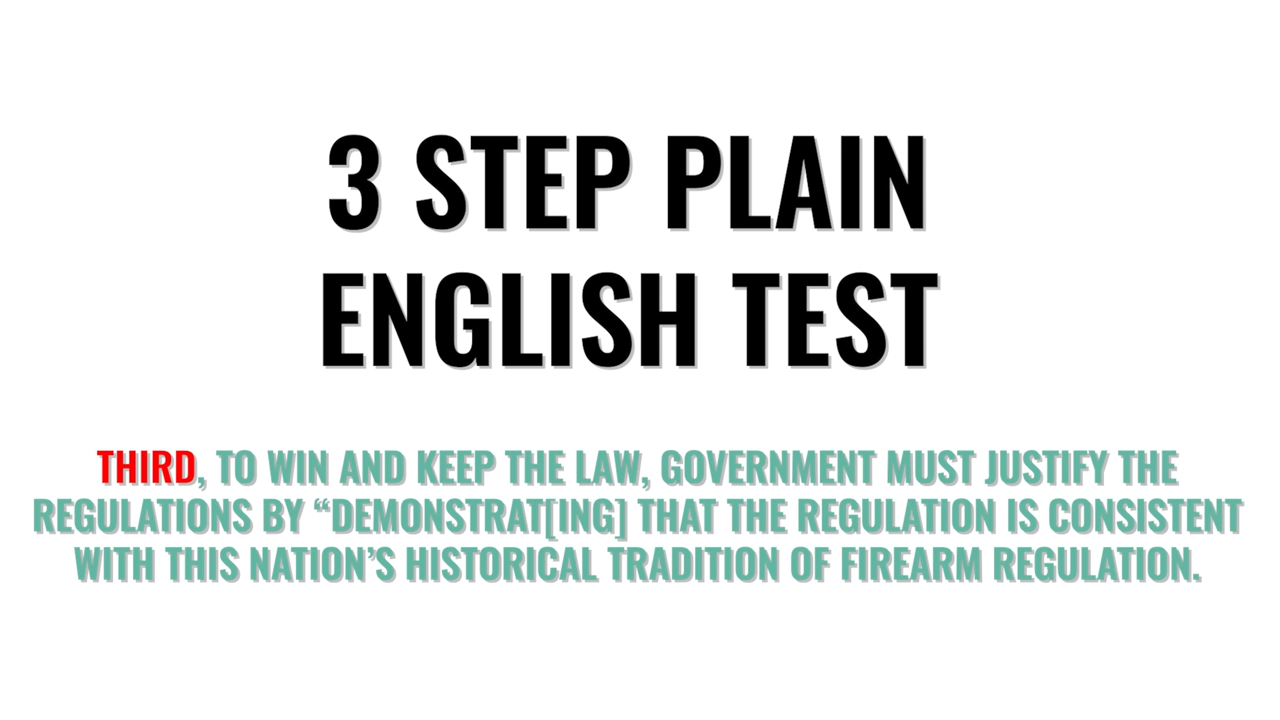 3 STEP PLAIN
ENGLISH TEST
THIRD, TO WIN AND KEEP THE LAW, GOVERNMENT MUST JUSTIFY THE
REGULATIONS BY “DEMONSTRAT[ING] THAT THE REGULATION IS CONSISTENT
WITH THIS NATION’S HISTORICAL TRADITION OF FIREARM REGULATION.